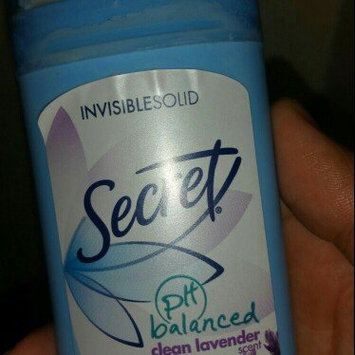 INVISIBLESOLID
Secret®
pH
balanced
clean lavender
scent